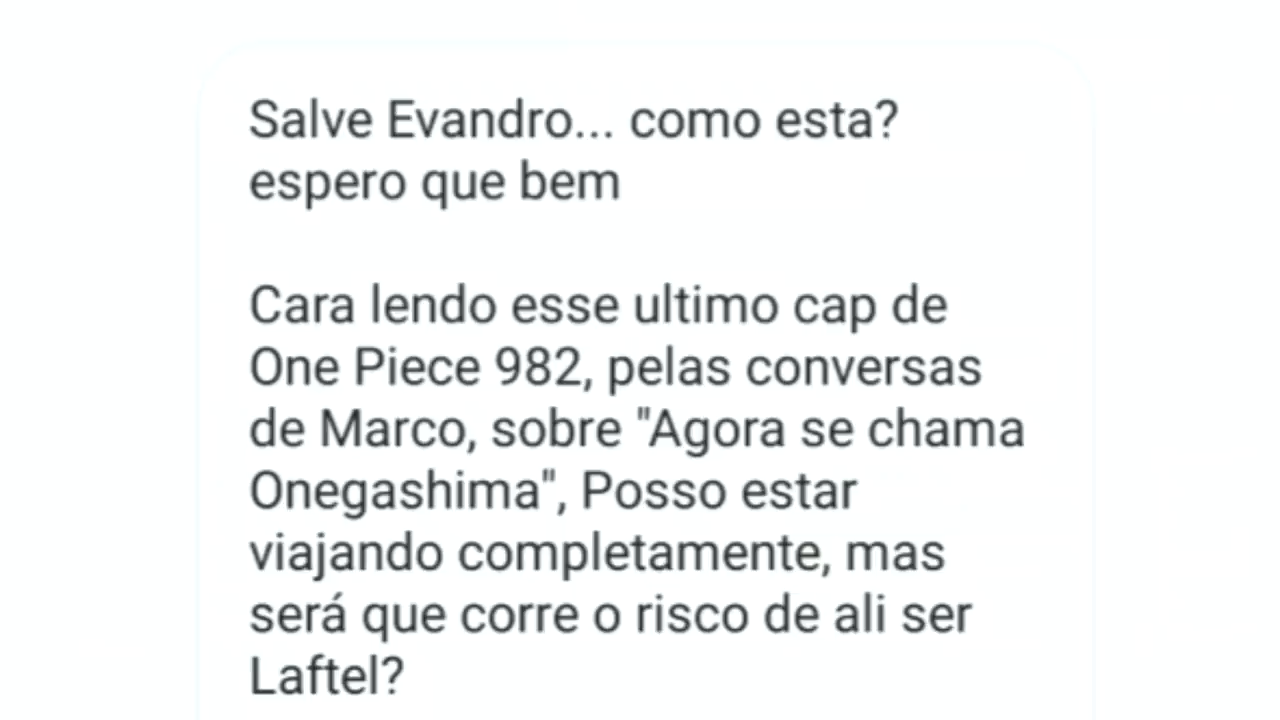 Salve Evandro... como esta?
espero que bem
Cara lendo esse ultimo cap de
One Piece 982, pelas conversas
de Marco, sobre "Agora se chama
Onegashima", Posso estar
viajando completamente, mas
será que corre o risco de ali ser
Laftel?